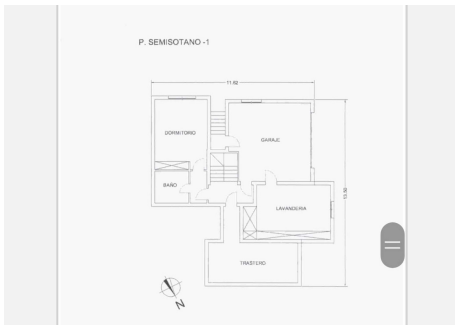 P. SEMISOTANO -1
11.62
DORMITORIO
GARAJE
BAÑO
LAVANDERIA
TRASTERO
N